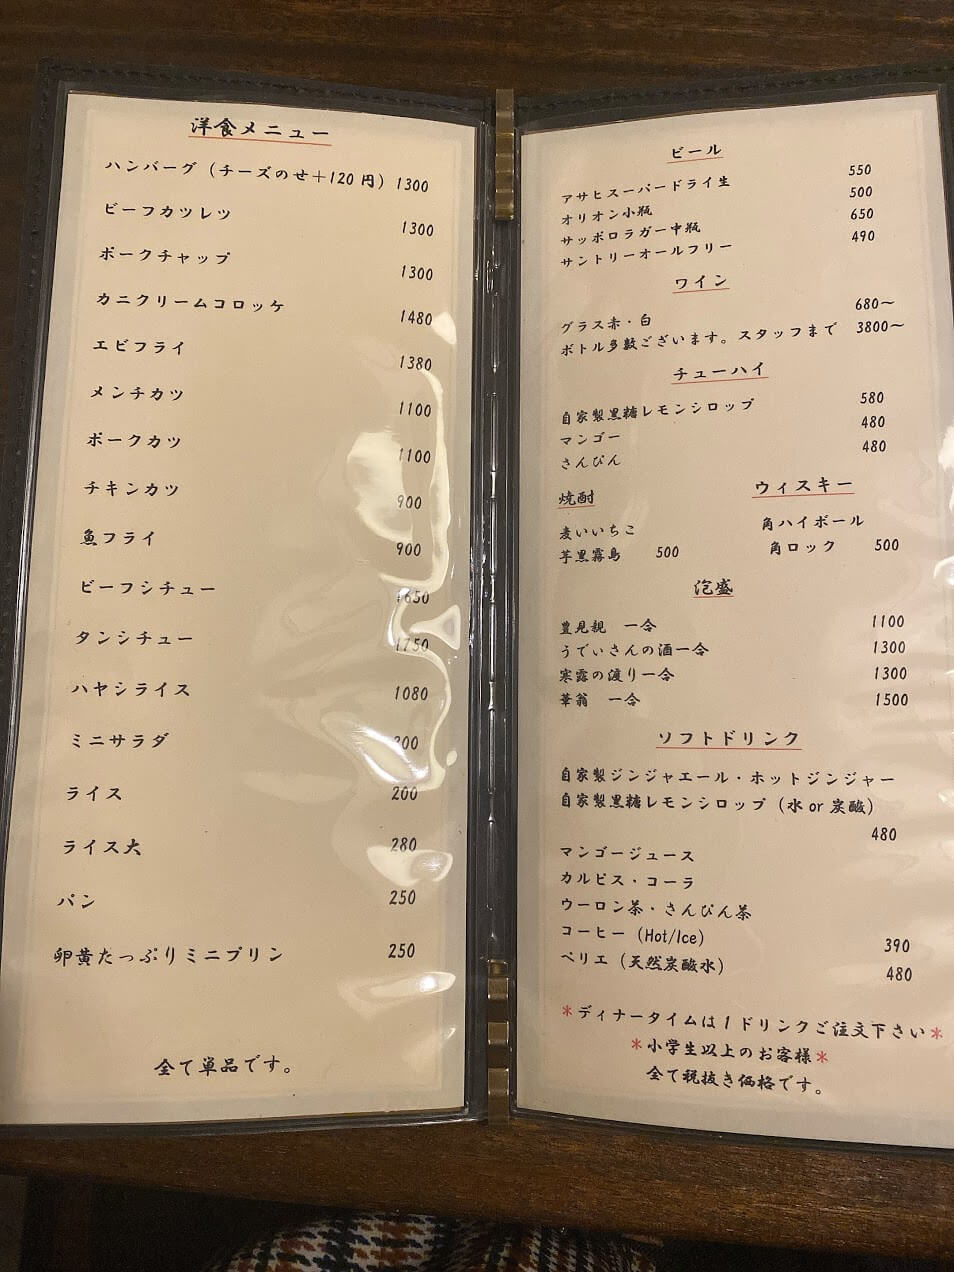 洋食メニュー
ハンバーグ（チーズのせ＋120円）1300
ビーフカツレツ 1300
ポークチャップ 1300
カニクリームコロッケ 1480
エビフライ 1380
メンチカツ 1100
ポークカツ 1100
チキンカツ 900
魚フライ 900
ビーフシチュー 1650
タンシチュー 1750
ハヤシライス 1080
ミニサラダ
ライス 200
ライス大 280
パン 250
卵黄たっぷりミニプリン 250
全て単品です。
ビール
アサヒスーパードライ生 550
オリオン小瓶 500
サッポロラガー中瓶 650
サントリーオールフリー 490
ワイン
グラス赤・白 680〜
ボトル多数ございます。スタッフまで 3800〜
チューハイ
自家製黒糖レモンシロップ 580
マンゴー 480
さんぴん 480
焼酎
麦いいちこ
芋黒霧島 500
ウィスキー
角ハイボール
角ロック 500
泡盛
豊見親 一合 1100
うでぃさんの酒一合 1300
寒露の渡り一合 1300
華翁 一合 1500
ソフトドリンク
自家製ジンジャエール・ホットジンジャー
自家製黒糖レモンシロップ（水 or 炭酸）
480
マンゴージュース
カルピス・コーラ
ウーロン茶・さんぴん茶
コーヒー（Hot/Ice） 390
ペリエ（天然炭酸水） 480
＊ディナータイムは１ドリンクご注文下さい＊
＊小学生以上のお客様＊
全て税抜き価格です。